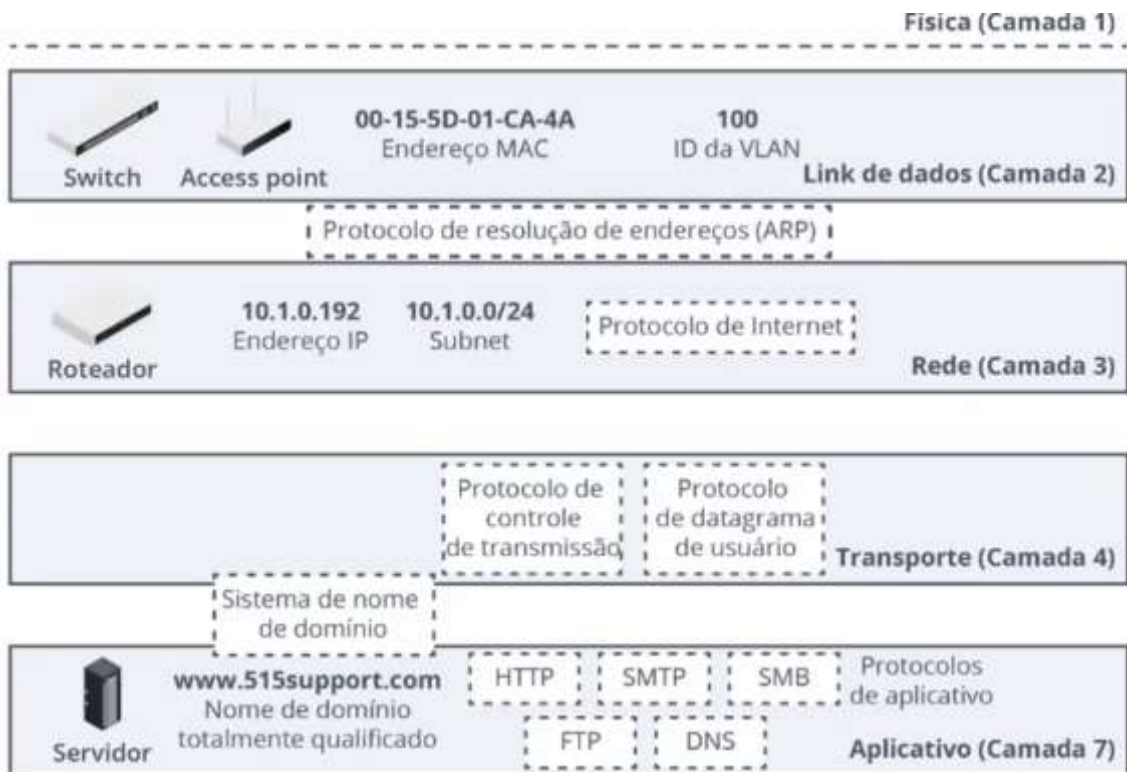 Física (Camada 1)
00-15-5D-01-CA-4A
Endereço MAC
100
ID da VLAN
Switch
Access point
Link de dados (Camada 2)
Protocolo de resolução de endereços (ARP)
10.1.0.192
Endereço IP
10.1.0.0/24
Subnet
Protocolo de Internet
Roteador
Rede (Camada 3)
Protocolo de
controle
de transmissão
Protocolo
de datagrama
de usuário
Transporte (Camada 4)
Sistema de nome
de domínio
www.515support.com
Nome de domínio
totalmente qualificado
Servidor
HTTP
SMTP
SMB
Protocolos
de aplicativo
FTP
DNS
Aplicativo (Camada 7)